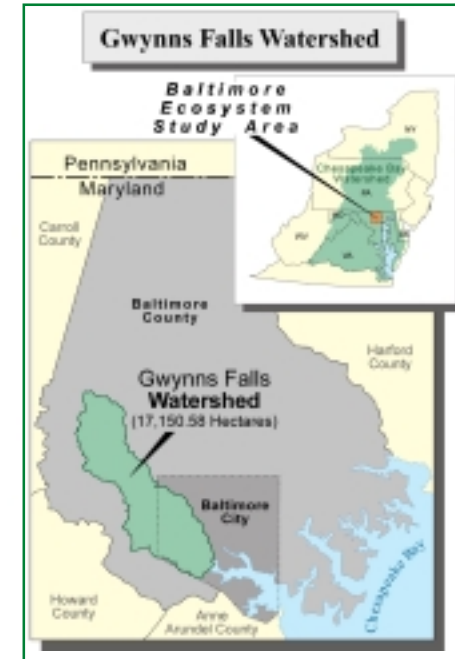 Gwynns Falls Watershed
Baltimore
Ecosystem
Study Area
NY
Chesapeake Bay
Watershed
PA
WV
VA
Pennsylvania
Maryland
Carroll
County
Baltimore
County
Harford
County
Gwynns Falls
Watershed
(17,150.58 Hectares)
Baltimore
City
Howard
County
Anne
Arundel County
Chesapeake Bay